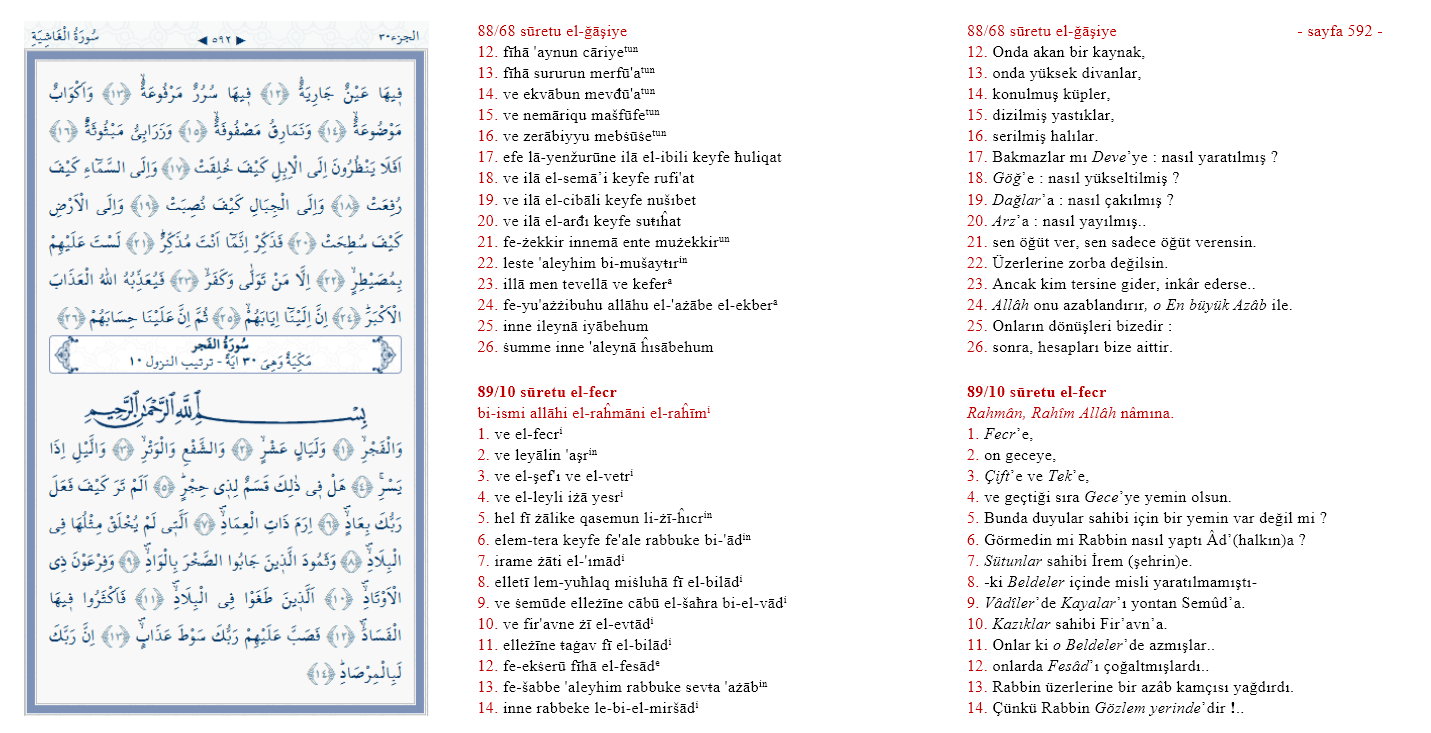 سُورَةُ الْغَاشِيَةِ ◀ ٥٩٢ ▶ الجزء ٣٠
فٖيهَا عَيْنٌ جَارِيَةٌۢ ﴿١٢﴾ فٖيهَا سُرُرٌ مَرْفُوعَةٌۙ ﴿١٣﴾ وَاَكْوَابٌ
مَوْضُوعَةٌۙ ﴿١٤﴾ وَنَمَارِقُ مَصْفُوفَةٌۙ ﴿١٥﴾ وَزَرَابِىُّ مَبْثُوثَةٌؕ ﴿١٦﴾
اَفَلَا يَنْظُرُونَ اِلَى الْاِبِلِ كَيْفَ خُلِقَتْ ﴿١٧﴾ وَاِلَى السَّمَٓاءِ كَيْفَ
رُفِعَتْ ﴿١٨﴾ وَاِلَى الْجِبَالِ كَيْفَ نُصِبَتْ ﴿١٩﴾ وَاِلَى الْاَرْضِ
كَيْفَ سُطِحَتْ ﴿٢٠﴾ فَذَكِّرْ اِنَّمَٓا اَنْتَ مُذَكِّرٌؕ ﴿٢١﴾ لَسْتَ عَلَيْهِمْ
بِمُصَيْطِرٍۙ ﴿٢٢﴾ اِلَّا مَنْ تَوَلّٰى وَكَفَرَۙ ﴿٢٣﴾ فَيُعَذِّبُهُ اللّٰهُ الْعَذَابَ
الْاَكْبَرَؕ ﴿٢٤﴾ اِنَّ اِلَيْنَٓا اِيَابَهُمْۙ ﴿٢٥﴾ ثُمَّ اِنَّ عَلَيْنَا حِسَابَهُمْ ﴿٢٦﴾
سُورَةُ الْفَجْر
مَكِّيَّةٌ وَهِىَ ٣٠ اٰيَةً - ترتيب النزول ١٠
بِسْمِ اللّٰهِ الرَّحْمٰنِ الرَّحٖيمِ
وَالْفَجْرِۙ ﴿١﴾ وَلَيَالٍ عَشْرٍۙ ﴿٢﴾ وَالشَّفْعِ وَالْوَتْرِۙ ﴿٣﴾ وَالَّيْلِ اِذَا
يَسْرِۚ ﴿٤﴾ هَلْ فٖى ذٰلِكَ قَسَمٌ لِذٖى حِجْرٍؕ ﴿٥﴾ اَلَمْ تَرَ كَيْفَ فَعَلَ
رَبُّكَ بِعَادٍۙ ﴿٦﴾ اِرَمَ ذَاتِ الْعِمَادِۙ ﴿٧﴾ اَلَّتٖى لَمْ يُخْلَقْ مِثْلُهَا فِى
الْبِلَادِۙ ﴿٨﴾ وَثَمُودَ الَّذٖينَ جَابُوا الصَّخْرَ بِالْوَادِۙ ﴿٩﴾ وَفِرْعَوْنَ ذِى
الْاَوْتَادِۙ ﴿١٠﴾ اَلَّذٖينَ طَغَوْا فِى الْبِلَادِۙ ﴿١١﴾ فَاَكْثَرُوا فٖيهَا
الْفَسَادَۙ ﴿١٢﴾ فَصَبَّ عَلَيْهِمْ رَبُّكَ سَوْطَ عَذَابٍۙ ﴿١٣﴾ اِنَّ رَبَّكَ
لَبِالْمِرْصَادِؕ ﴿١٤﴾
88/68 sūretu el-ğāşiye
12. fīhā 'aynun cāriyeᵗᵘⁿ
13. fīhā sururun merfū'aᵗᵘⁿ
14. ve ekvābun mevđū'aᵗᵘⁿ
15. ve nemāriqu mašfūfeᵗᵘⁿ
16. ve zerābiyyu mebṡūṡeᵗᵘⁿ
17. efe lā-yenžurūne ilā el-ibili keyfe ħuliqat
18. ve ilā el-semā'i keyfe rufi'at
19. ve ilā el-cibāli keyfe nušıbet
20. ve ilā el-arđı keyfe suŧıĥat
21. fe-żekkir innemā ente mużekkirᵘⁿ
22. leste 'aleyhim bi-mušayŧırⁱⁿ
23. illā men tevellā ve keferᵃ
24. fe-yu'ażżibuhu allāhu el-'ażābe el-ekberᵃ
25. inne ileynā iyābehum
26. ṡumme inne 'aleynā ĥısābehum
89/10 sūretu el-fecr
bi-ismi allāhi el-raĥmāni el-raĥīmⁱ
1. ve el-fecrⁱ
2. ve leyālin 'aşrⁱⁿ
3. ve el-şef'ı ve el-vetrⁱ
4. ve el-leyli iżā yesrⁱ
5. hel fī żālike qasemun li-żī-ĥıcrⁱⁿ
6. elem-tera keyfe fe'ale rabbuke bi-'ādⁱⁿ
7. irame żāti el-'ımādⁱ
8. elletī lem-yuħlaq miṡluhā fī el-bilādⁱ
9. ve ṡemūde elleżīne cābū el-šaħra bi-el-vādⁱ
10. ve fir'avne żī el-evtādⁱ
11. elleżīne ŧağav fī el-bilādⁱ
12. fe-ekṡerū fīhā el-fesādᵉ
13. fe-šabbe 'aleyhim rabbuke sevŧa 'ażābⁱⁿ
14. inne rabbeke le-bi-el-miršādⁱ
88/68 sūretu el-ğāşiye - sayfa 592 -
12. Onda akan bir kaynak,
13. onda yüksek divanlar,
14. konulmuş küpler,
15. dizilmiş yastıklar,
16. serilmiş halılar.
17. Bakmazlar mı Deve'ye : nasıl yaratılmış ?
18. Göğ'e : nasıl yükseltilmiş ?
19. Dağlar'a : nasıl çakılmış ?
20. Arz'a : nasıl yayılmış..
21. sen öğüt ver, sen sadece öğüt verensin.
22. Üzerlerine zorba değilsin.
23. Ancak kim tersine gider, inkâr ederse..
24. Allâh onu azablandırır, o En büyük Azâb ile.
25. Onların dönüşleri bizedir :
26. sonra, hesapları bize aittir.
89/10 sūretu el-fecr
Rahmân, Rahîm Allâh nâmına.
1. Fecr'e,
2. on geceye,
3. Çift'e ve Tek'e,
4. ve geçtiği sıra Gece'ye yemin olsun.
5. Bunda duyular sahibi için bir yemin var değil mi ?
6. Görmedin mi Rabbin nasıl yaptı Âd'(halkın)a ?
7. Sütunlar sahibi İrem (şehrin)e.
8. -ki Beldeler içinde misli yaratılmamıştı-
9. Vâdîler'de Kayalar'ı yontan Semûd'a.
10. Kazıklar sahibi Fir'avn'a.
11. Onlar ki o Beldeler'de azmışlar..
12. onlarda Fesâd'ı çoğaltmışlardı..
13. Rabbin üzerlerine bir azâb kamçısı yağdırdı.
14. Çünkü Rabbin Gözlem yerinde'dir !..